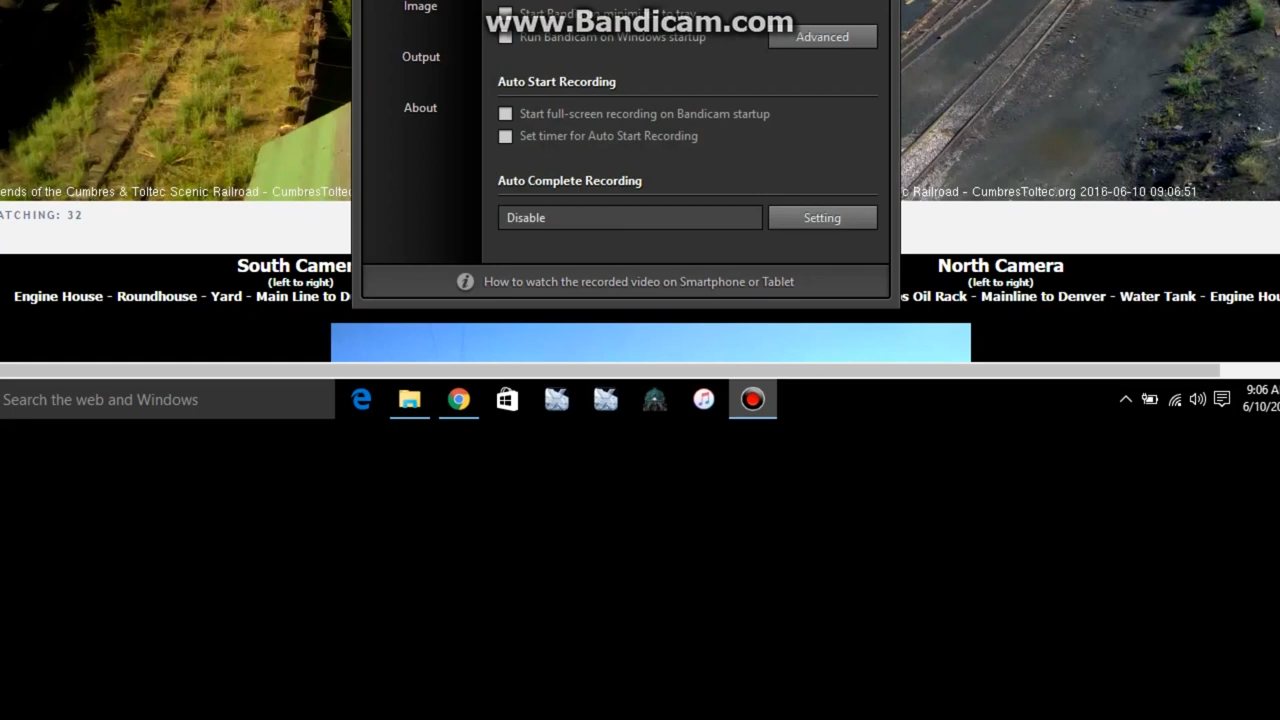 Image
Start Bandicam minimized to tray
www.Bandicam.com
Run Bandicam on Windows startup
Advanced
Output
Auto Start Recording
About
Start full-screen recording on Bandicam startup
Set timer for Auto Start Recording
Auto Complete Recording
ends of the Cumbres & Toltec Scenic Railroad - CumbresToltec
c Railroad - CumbresToltec.org 2016-06-10 09:06:51
ATCHING: 32
Disable
Setting
South Camer
North Camera
(left to right)
(left to right)
How to watch the recorded video on Smartphone or Tablet
Engine House - Roundhouse - Yard - Main Line to D
s Oil Rack - Mainline to Denver - Water Tank - Engine Hou
Search the web and Windows
9:06 A
6/10/20